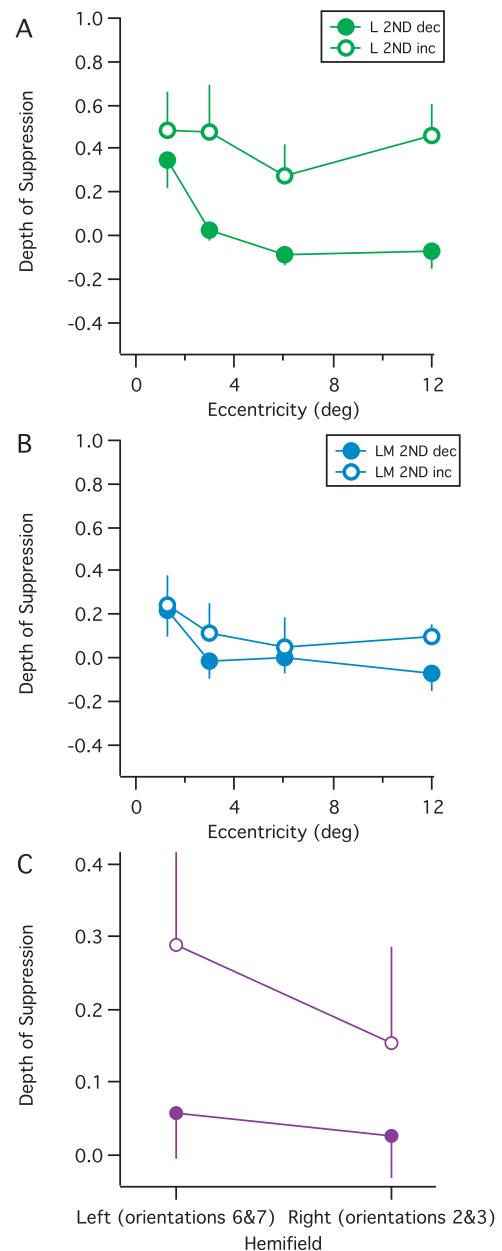 A
1.0
L 2ND dec
L 2ND inc
0.8
0.6
0.4
0.2
0.0
-0.2
-0.4
Depth of Suppression
0 4 8 12
Eccentricity (deg)
B
1.0
LM 2ND dec
LM 2ND inc
0.8
0.6
0.4
0.2
0.0
-0.2
-0.4
Depth of Suppression
0 4 8 12
Eccentricity (deg)
C
0.4
0.3
0.2
0.1
0.0
Depth of Suppression
Left (orientations 6&7) Right (orientations 2&3)
Hemifield